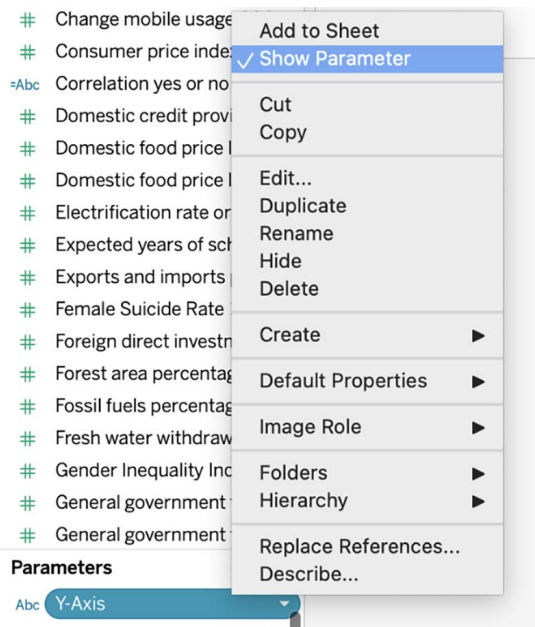 Change mobile usage
Consumer price inde
=Abc Correlation yes or no
Domestic credit provi
Domestic food price
Domestic food price
Electrification rate or
Expected years of sch
Exports and imports
Female Suicide Rate
Foreign direct invest
Forest area percentag
Fossil fuels percentag
Fresh water withdraw
Gender Inequality Ind
General government
General government
Parameters
Abc Y-Axis
Add to Sheet
✓ Show Parameter
Cut
Copy
Edit...
Duplicate
Rename
Hide
Delete
Create
Default Properties
Image Role
Folders
Hierarchy
Replace References...
Describe...